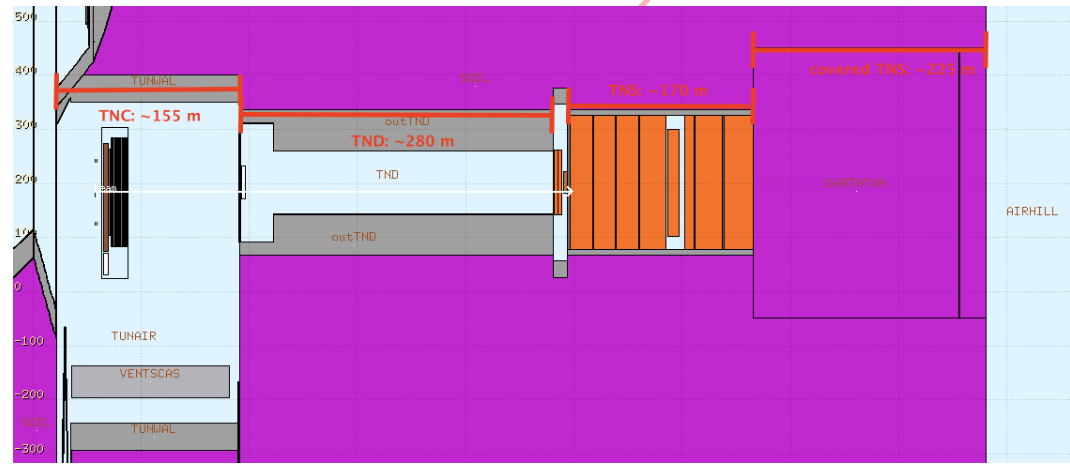 500
400
TUNWAL
covered TNS: ~225 m
TNS: ~170 m
TNC: ~155 m
300
outTND
TND: ~280 m
200
TND
Beam
AIRHILL
100
outTND
0
TUNAIR
-100
VENTSCAS
-200
TUNWAL
-300